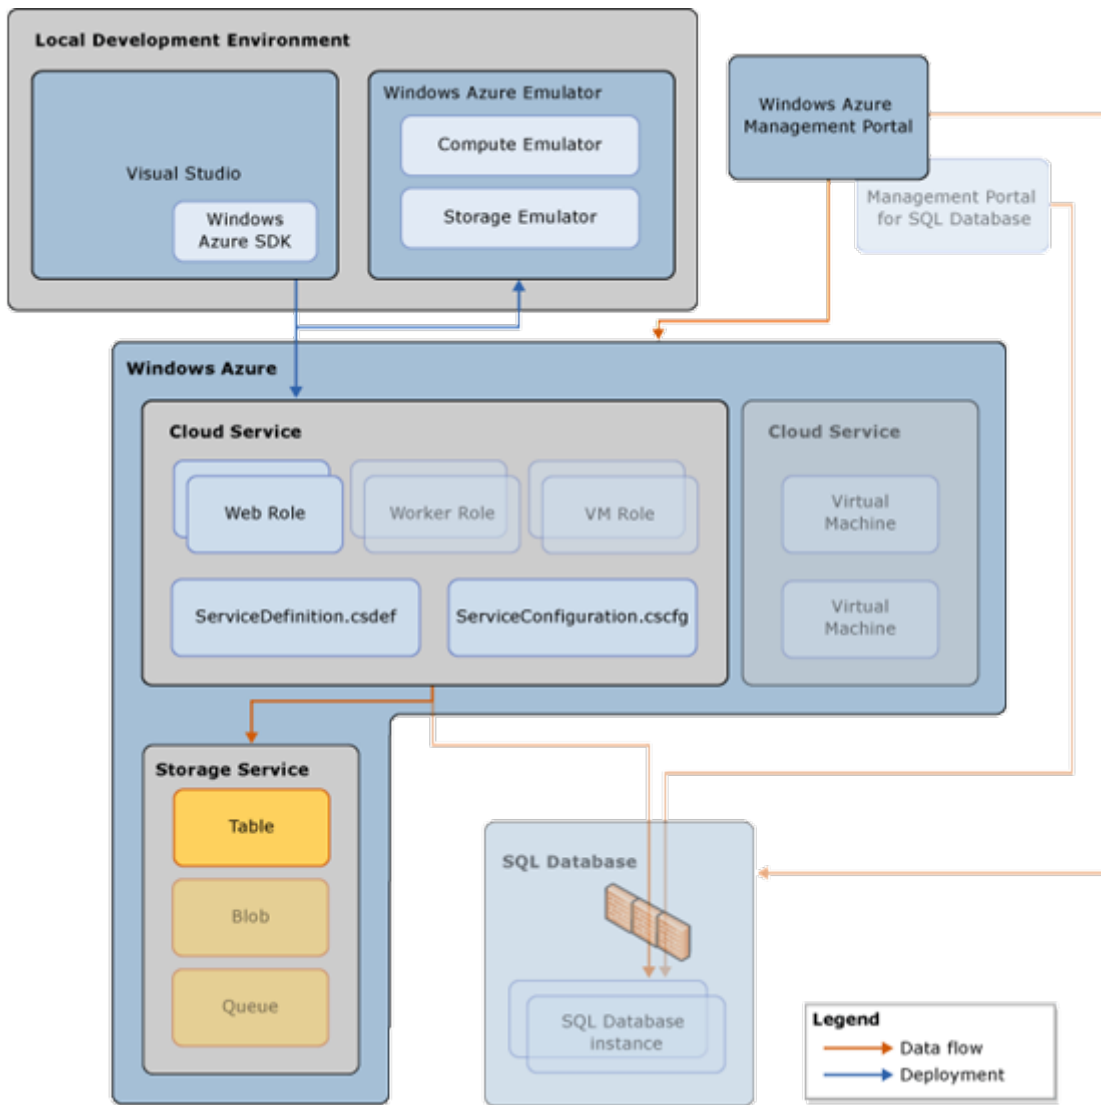 Local Development Environment
Visual Studio
Windows
Azure SDK
Windows Azure Emulator
Compute Emulator
Storage Emulator
Windows Azure
Management Portal
Management Portal
for SQL Database
Windows Azure
Cloud Service
Web Role
Worker Role
VM Role
ServiceDefinition.csdef
ServiceConfiguration.cscfg
Cloud Service
Virtual
Machine
Virtual
Machine
Storage Service
Table
Blob
Queue
SQL Database
SQL Database
instance
Legend
Data flow
Deployment